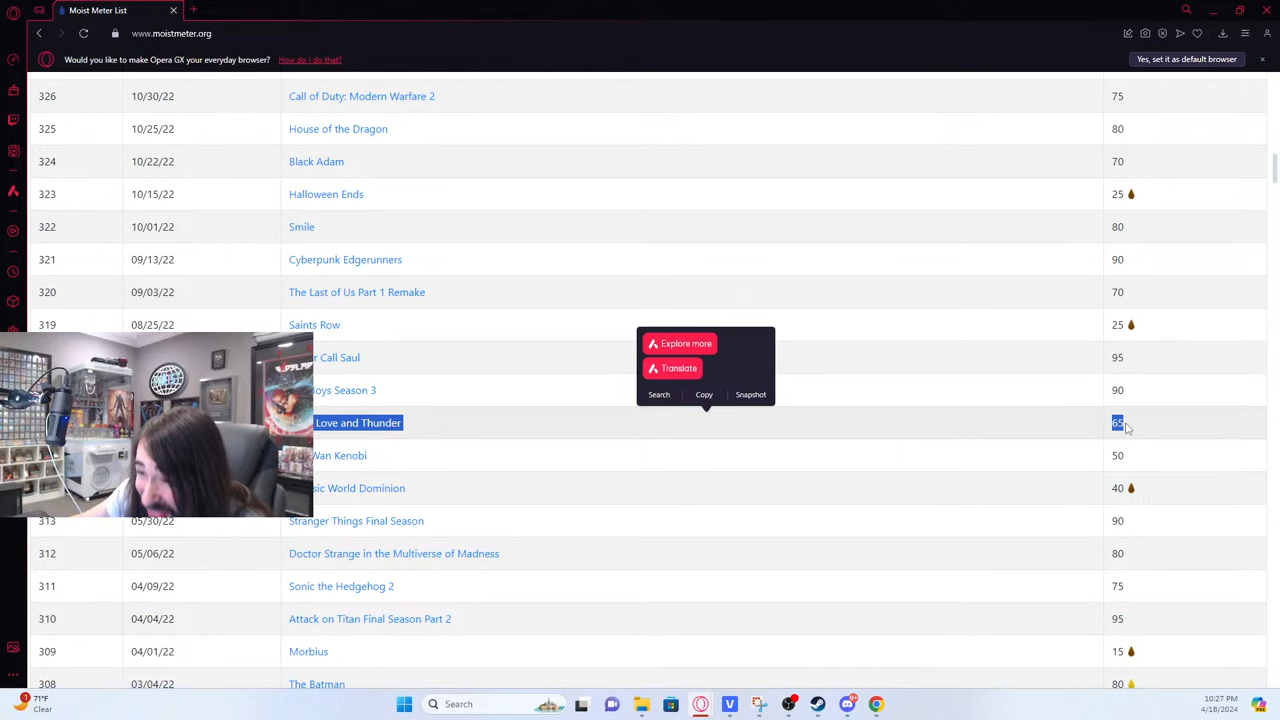 Moist Meter List
www.moistmeter.org
Would you like to make Opera GX your everyday browser? How do I do that? Yes, set it as default browser
326 10/30/22 Call of Duty: Modern Warfare 2 75
325 10/25/22 House of the Dragon 80
324 10/22/22 Black Adam 70
323 10/15/22 Halloween Ends 25
322 10/01/22 Smile 80
321 09/13/22 Cyberpunk Edgerunners 90
320 09/03/22 The Last of Us Part 1 Remake 70
319 08/25/22 Saints Row 25
Explore more
r Call Saul 95
Translate
oys Season 3 90
Search Copy Snapshot
Love and Thunder 65
Wan Kenobi 50
sic World Dominion 40
313 05/30/22 Stranger Things Final Season 90
312 05/06/22 Doctor Strange in the Multiverse of Madness 80
311 04/09/22 Sonic the Hedgehog 2 75
310 04/04/22 Attack on Titan Final Season Part 2 95
309 04/01/22 Morbius 15
308 03/04/22 The Batman 80
1 71°F
Clear
Search
10:27 PM
4/18/2024